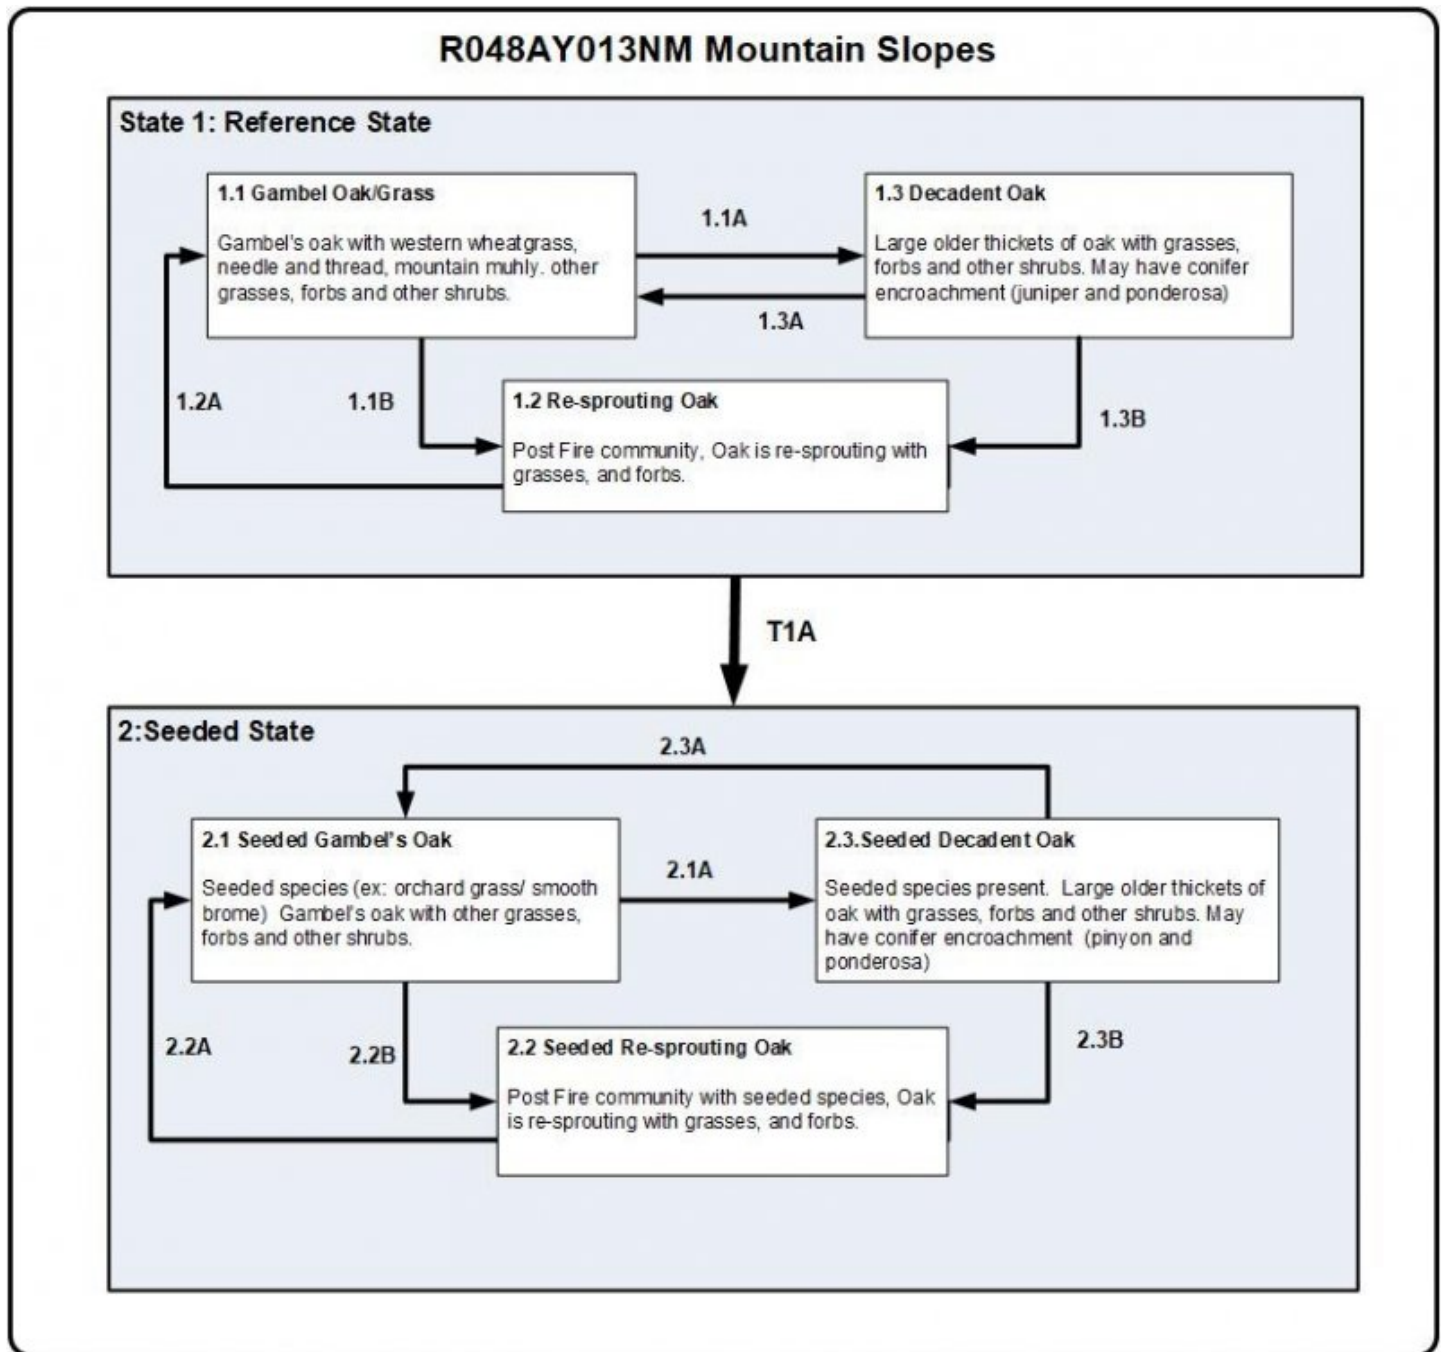 R048AY013NM Mountain Slopes
State 1: Reference State
1.1 Gambel Oak/Grass
Gambel's oak with western wheatgrass,
needle and thread, mountain muhly. other
grasses, forbs and other shrubs.
1.1A
1.3 Decadent Oak
Large older thickets of oak with grasses,
forbs and other shrubs. May have conifer
encroachment (juniper and ponderosa)
1.3A
1.2A
1.1B
1.2 Re-sprouting Oak
Post Fire community, Oak is re-sprouting with
grasses, and forbs.
1.3B
T1A
2:Seeded State
2.3A
2.1 Seeded Gambel's Oak
Seeded species (ex: orchard grass/ smooth
brome) Gambel's oak with other grasses,
forbs and other shrubs.
2.1A
2.3.Seeded Decadent Oak
Seeded species present. Large older thickets of
oak with grasses, forbs and other shrubs. May
have conifer encroachment (pinyon and
ponderosa)
2.2A
2.2B
2.2 Seeded Re-sprouting Oak
Post Fire community with seeded species, Oak
is re-sprouting with grasses, and forbs.
2.3B